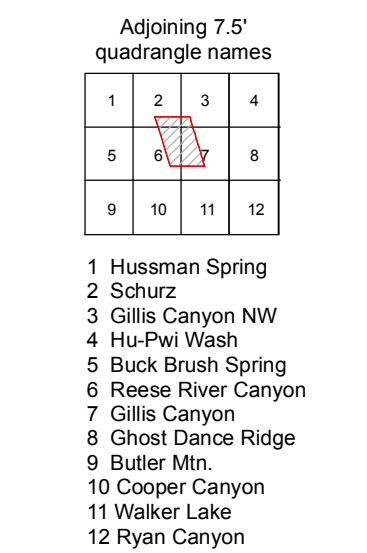 Adjoining 7.5'
quadrangle names
1 2 3 4
5 6 7 8
9 10 11 12
1 Hussman Spring
2 Schurz
3 Gillis Canyon NW
4 Hu-Pwi Wash
5 Buck Brush Spring
6 Reese River Canyon
7 Gillis Canyon
8 Ghost Dance Ridge
9 Butler Mtn.
10 Cooper Canyon
11 Walker Lake
12 Ryan Canyon